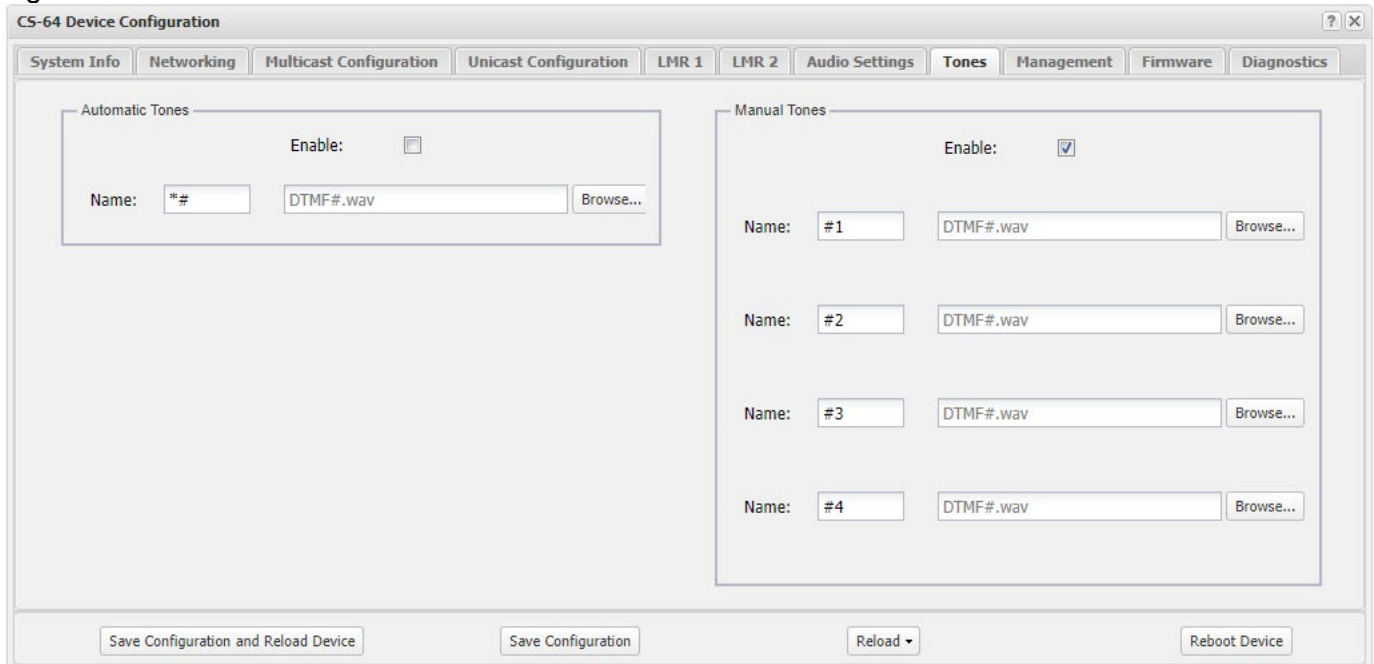 CS-64 Device Configuration
System Info Networking Multicast Configuration Unicast Configuration LMR 1 LMR 2 Audio Settings Tones Management Firmware Diagnostics
Automatic Tones
Enable:
Name: *# DTMF#.wav Browse...
Manual Tones
Enable:
Name: #1 DTMF#.wav Browse...
Name: #2 DTMF#.wav Browse...
Name: #3 DTMF#.wav Browse...
Name: #4 DTMF#.wav Browse...
Save Configuration and Reload Device Save Configuration Reload Reboot Device